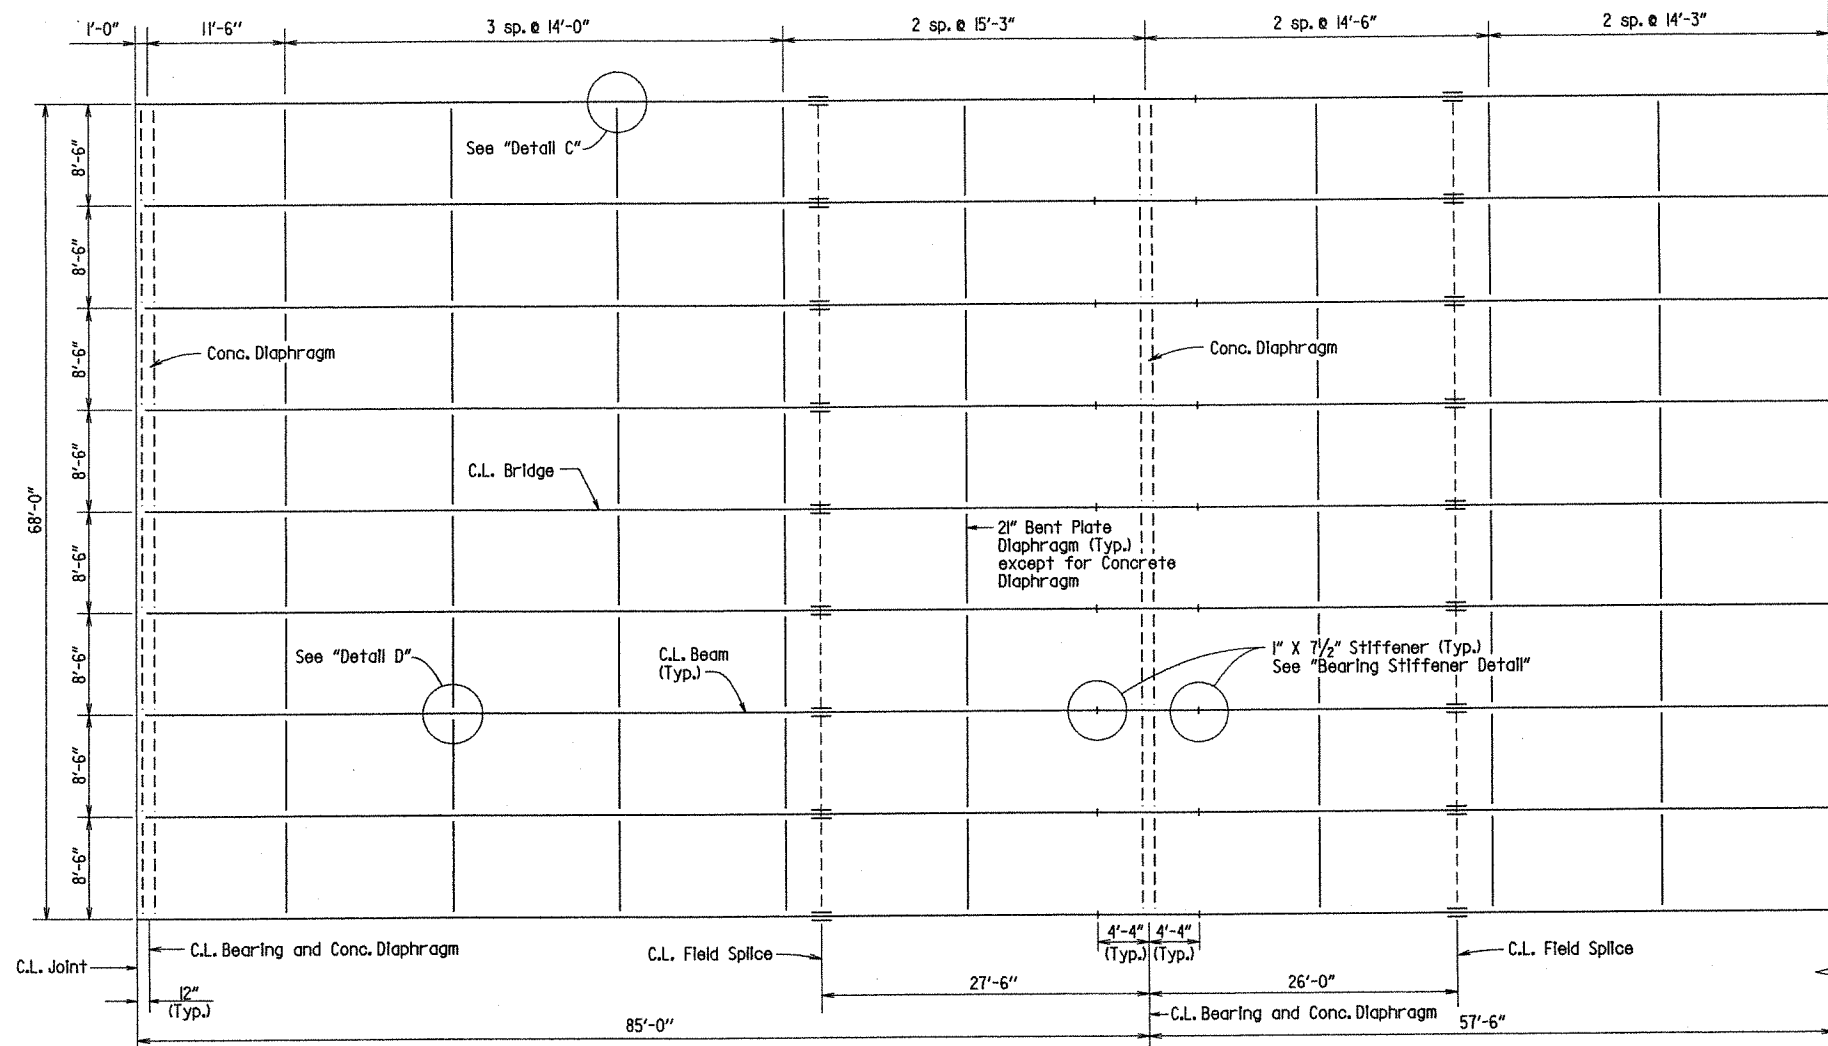 1'-0"
11'-6"
3 sp. @ 14'-0"
2 sp. @ 15'-3"
2 sp. @ 14'-6"
2 sp. @ 14'-3"
See "Detail C"
8'-6"
8'-6"
8'-6"
8'-6"
8'-6"
8'-6"
8'-6"
8'-6"
68'-0"
Conc. Diaphragm
Conc. Diaphragm
C.L. Bridge
21" Bent Plate
Diaphragm (Typ.)
except for Concrete
Diaphragm
See "Detail D"
C.L. Beam
(Typ.)
1" X 7½" Stiffener (Typ.)
See "Bearing Stiffener Detail"
C.L. Bearing and Conc. Diaphragm
C.L. Joint
12"
(Typ.)
C.L. Field Splice
4'-4"
(Typ.)
4'-4"
(Typ.)
C.L. Field Splice
27'-6"
26'-0"
C.L. Bearing and Conc. Diaphragm
85'-0"
57'-6"